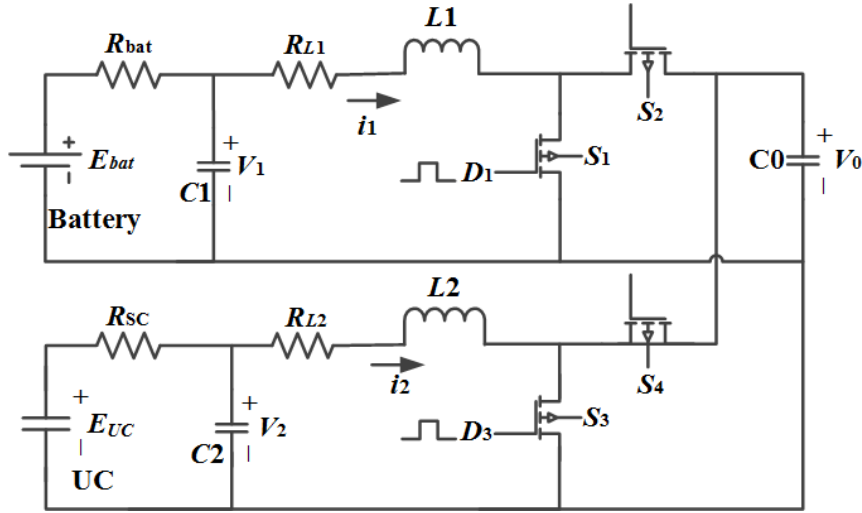 Rbat
RL1
L1
i1
S2
+
Ebat
−
Battery
+
V1
−
C1
D1
S1
C0
+
V0
−
RSC
RL2
L2
i2
S4
+
EUC
−
UC
+
V2
−
C2
D3
S3